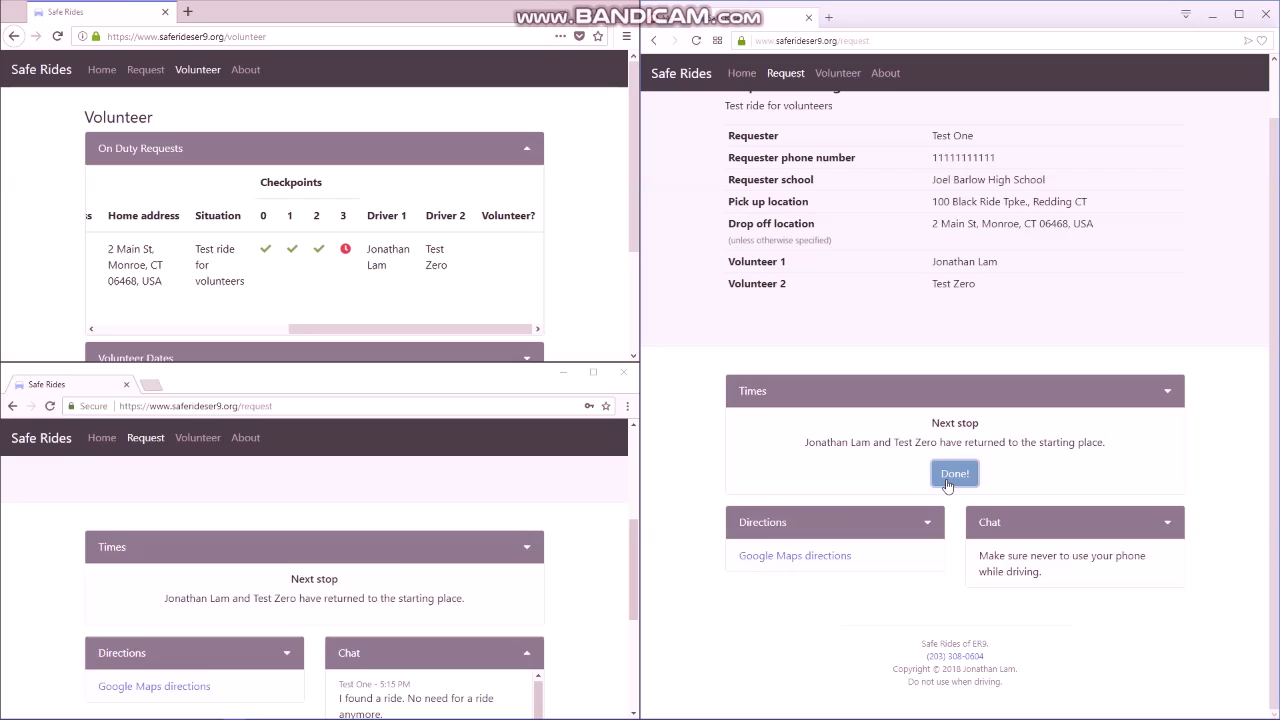 Safe Rides
https://www.saferideser9.org/volunteer
Safe Rides Home Request Volunteer About
Volunteer
On Duty Requests
Checkpoints
s Home address Situation 0 1 2 3 Driver 1 Driver 2 Volunteer?
2 Main St, Test ride Jonathan Test
Monroe, CT for Lam Zero
06468, USA volunteers
Volunteer Dates
Safe Rides
Secure https://www.saferideser9.org/request
Safe Rides Home Request Volunteer About
Times
Next stop
Jonathan Lam and Test Zero have returned to the starting place.
Directions
Google Maps directions
Chat
Test One - 5:15 PM
I found a ride. No need for a ride
anymore.
www.BANDICAM.com
www.saferideser9.org/request
Safe Rides Home Request Volunteer About
Test ride for volunteers
Requester Test One
Requester phone number 11111111111
Requester school Joel Barlow High School
Pick up location 100 Black Ride Tpke., Redding CT
Drop off location 2 Main St, Monroe, CT 06468, USA
(unless otherwise specified)
Volunteer 1 Jonathan Lam
Volunteer 2 Test Zero
Times
Next stop
Jonathan Lam and Test Zero have returned to the starting place.
Done!
Directions
Google Maps directions
Chat
Make sure never to use your phone
while driving.
Safe Rides of ER9.
(203) 308-0604
Copyright © 2018 Jonathan Lam.
Do not use when driving.